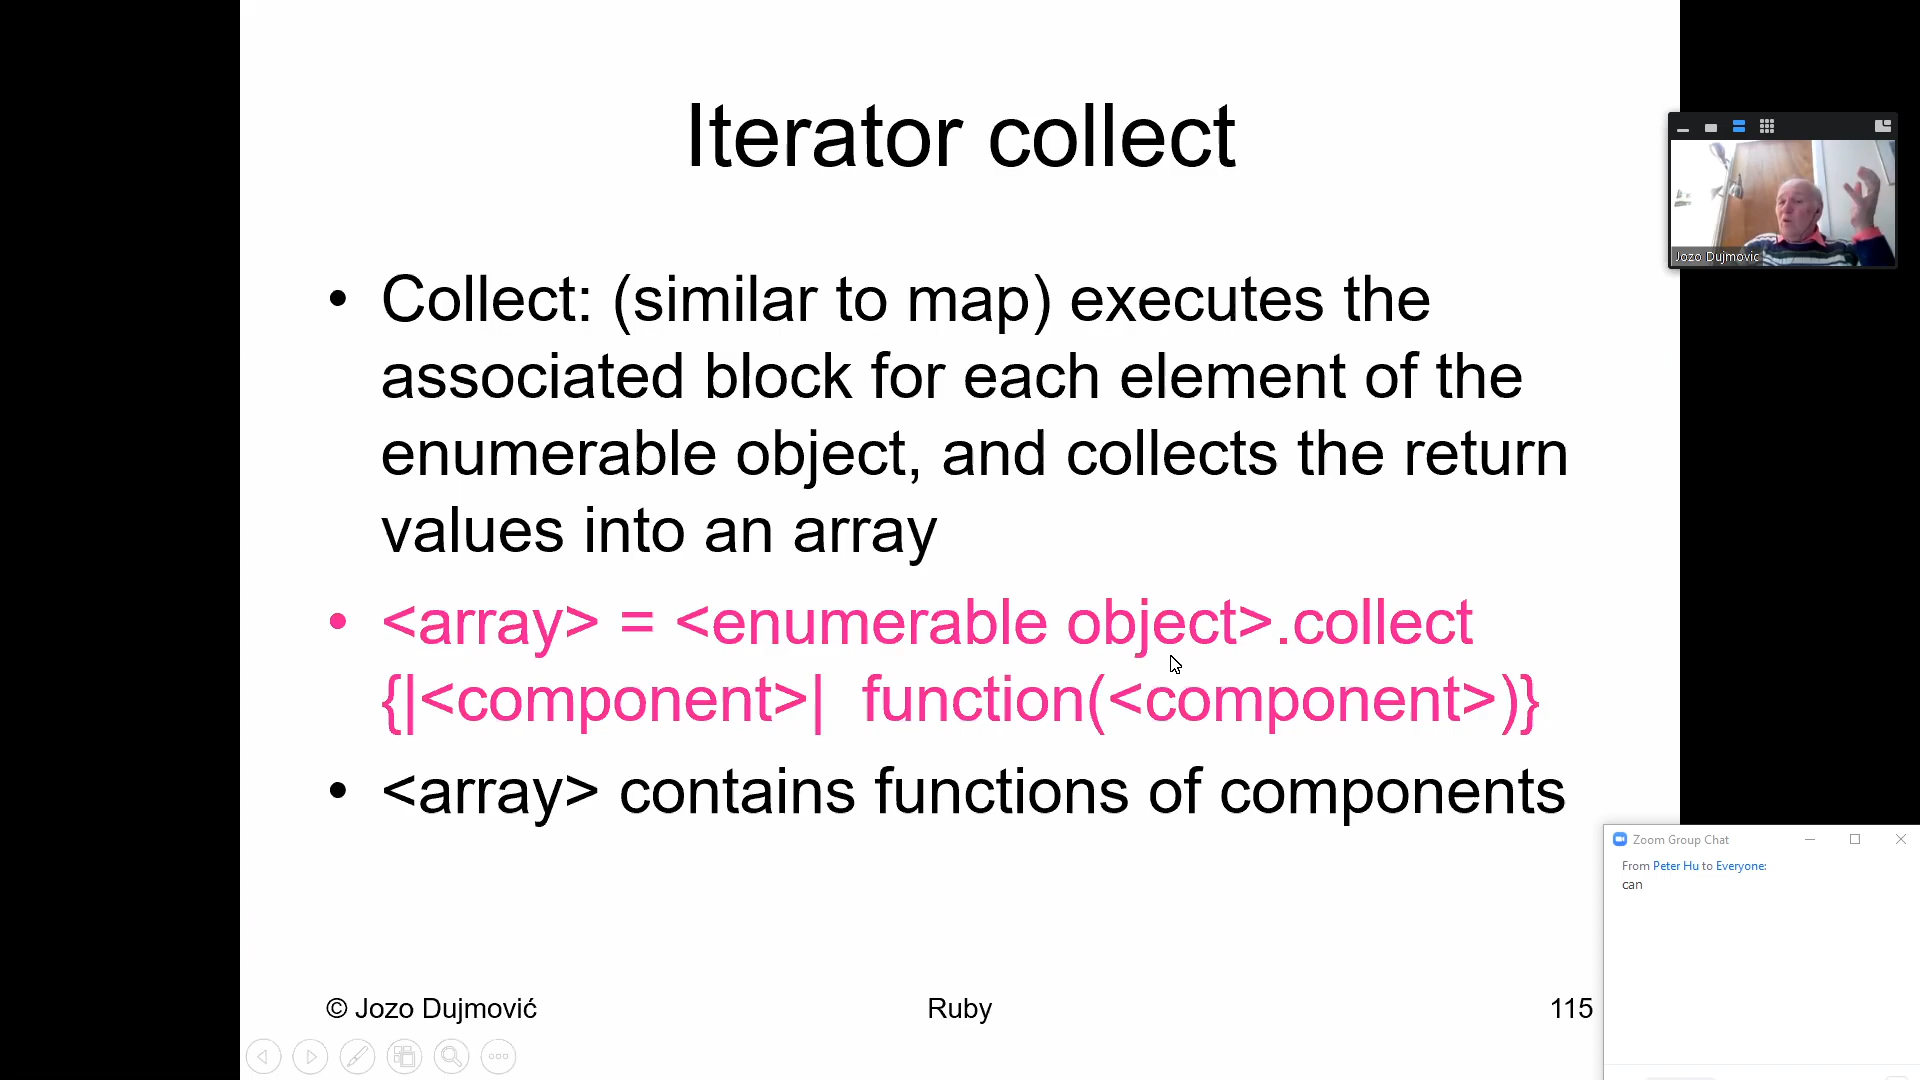 Iterator collect
• Collect: (similar to map) executes the
associated block for each element of the
enumerable object, and collects the return
values into an array
• <array> = <enumerable object>.collect
{|<component>|  function(<component>)}
• <array> contains functions of components
© Jozo Dujmović
Ruby
115
Jozo Dujmovic
Zoom Group Chat
From Peter Hu to Everyone:
can